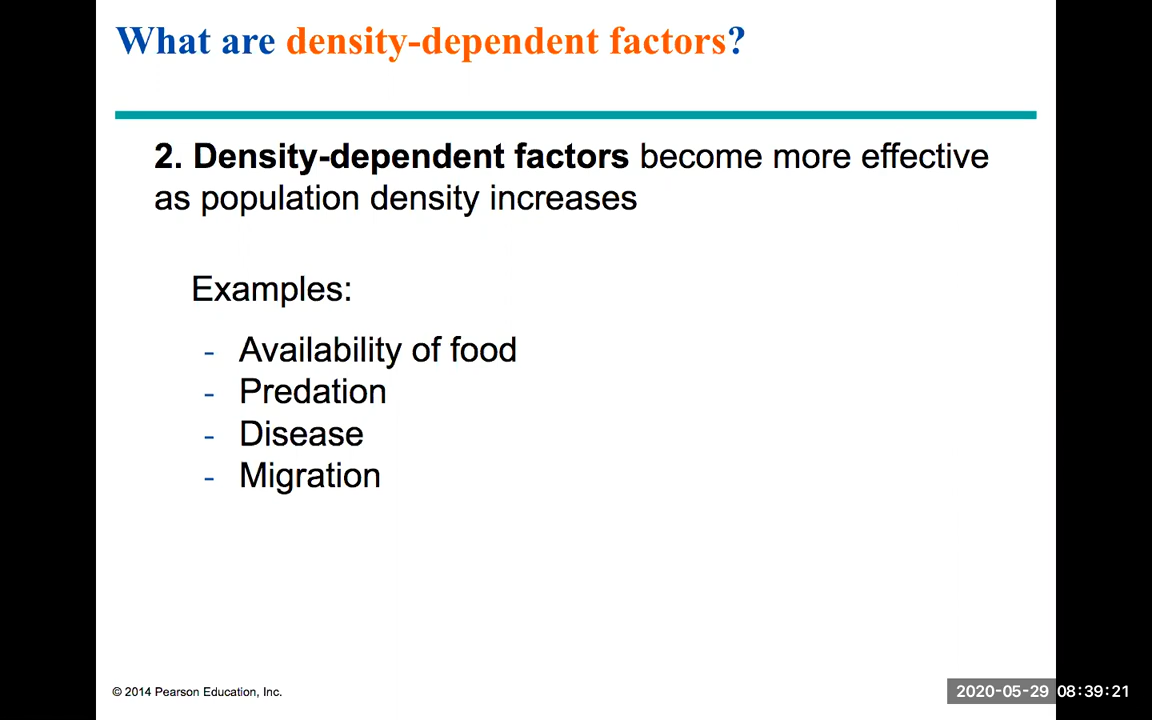 What are density-dependent factors?
2. Density-dependent factors become more effective
as population density increases
Examples:
- Availability of food
- Predation
- Disease
- Migration
© 2014 Pearson Education, Inc.
2020-05-29 08:39:21